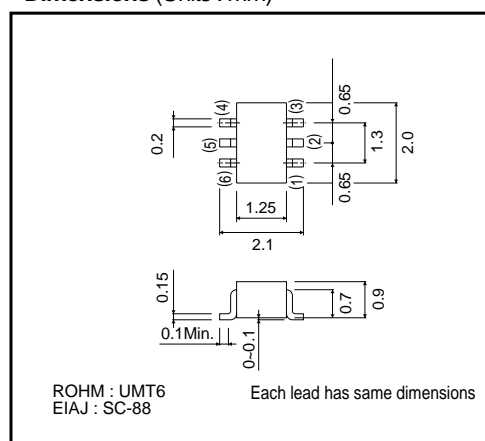 Dimensions (Units : mm)
(4) (3)
0.65
0.2
(5) (2)
1.3
2.0
(6) (1)
0.65
1.25
2.1
0.15
0.7
0.9
0.1Min.
0~0.1
ROHM : UMT6
EIAJ : SC-88
Each lead has same dimensions